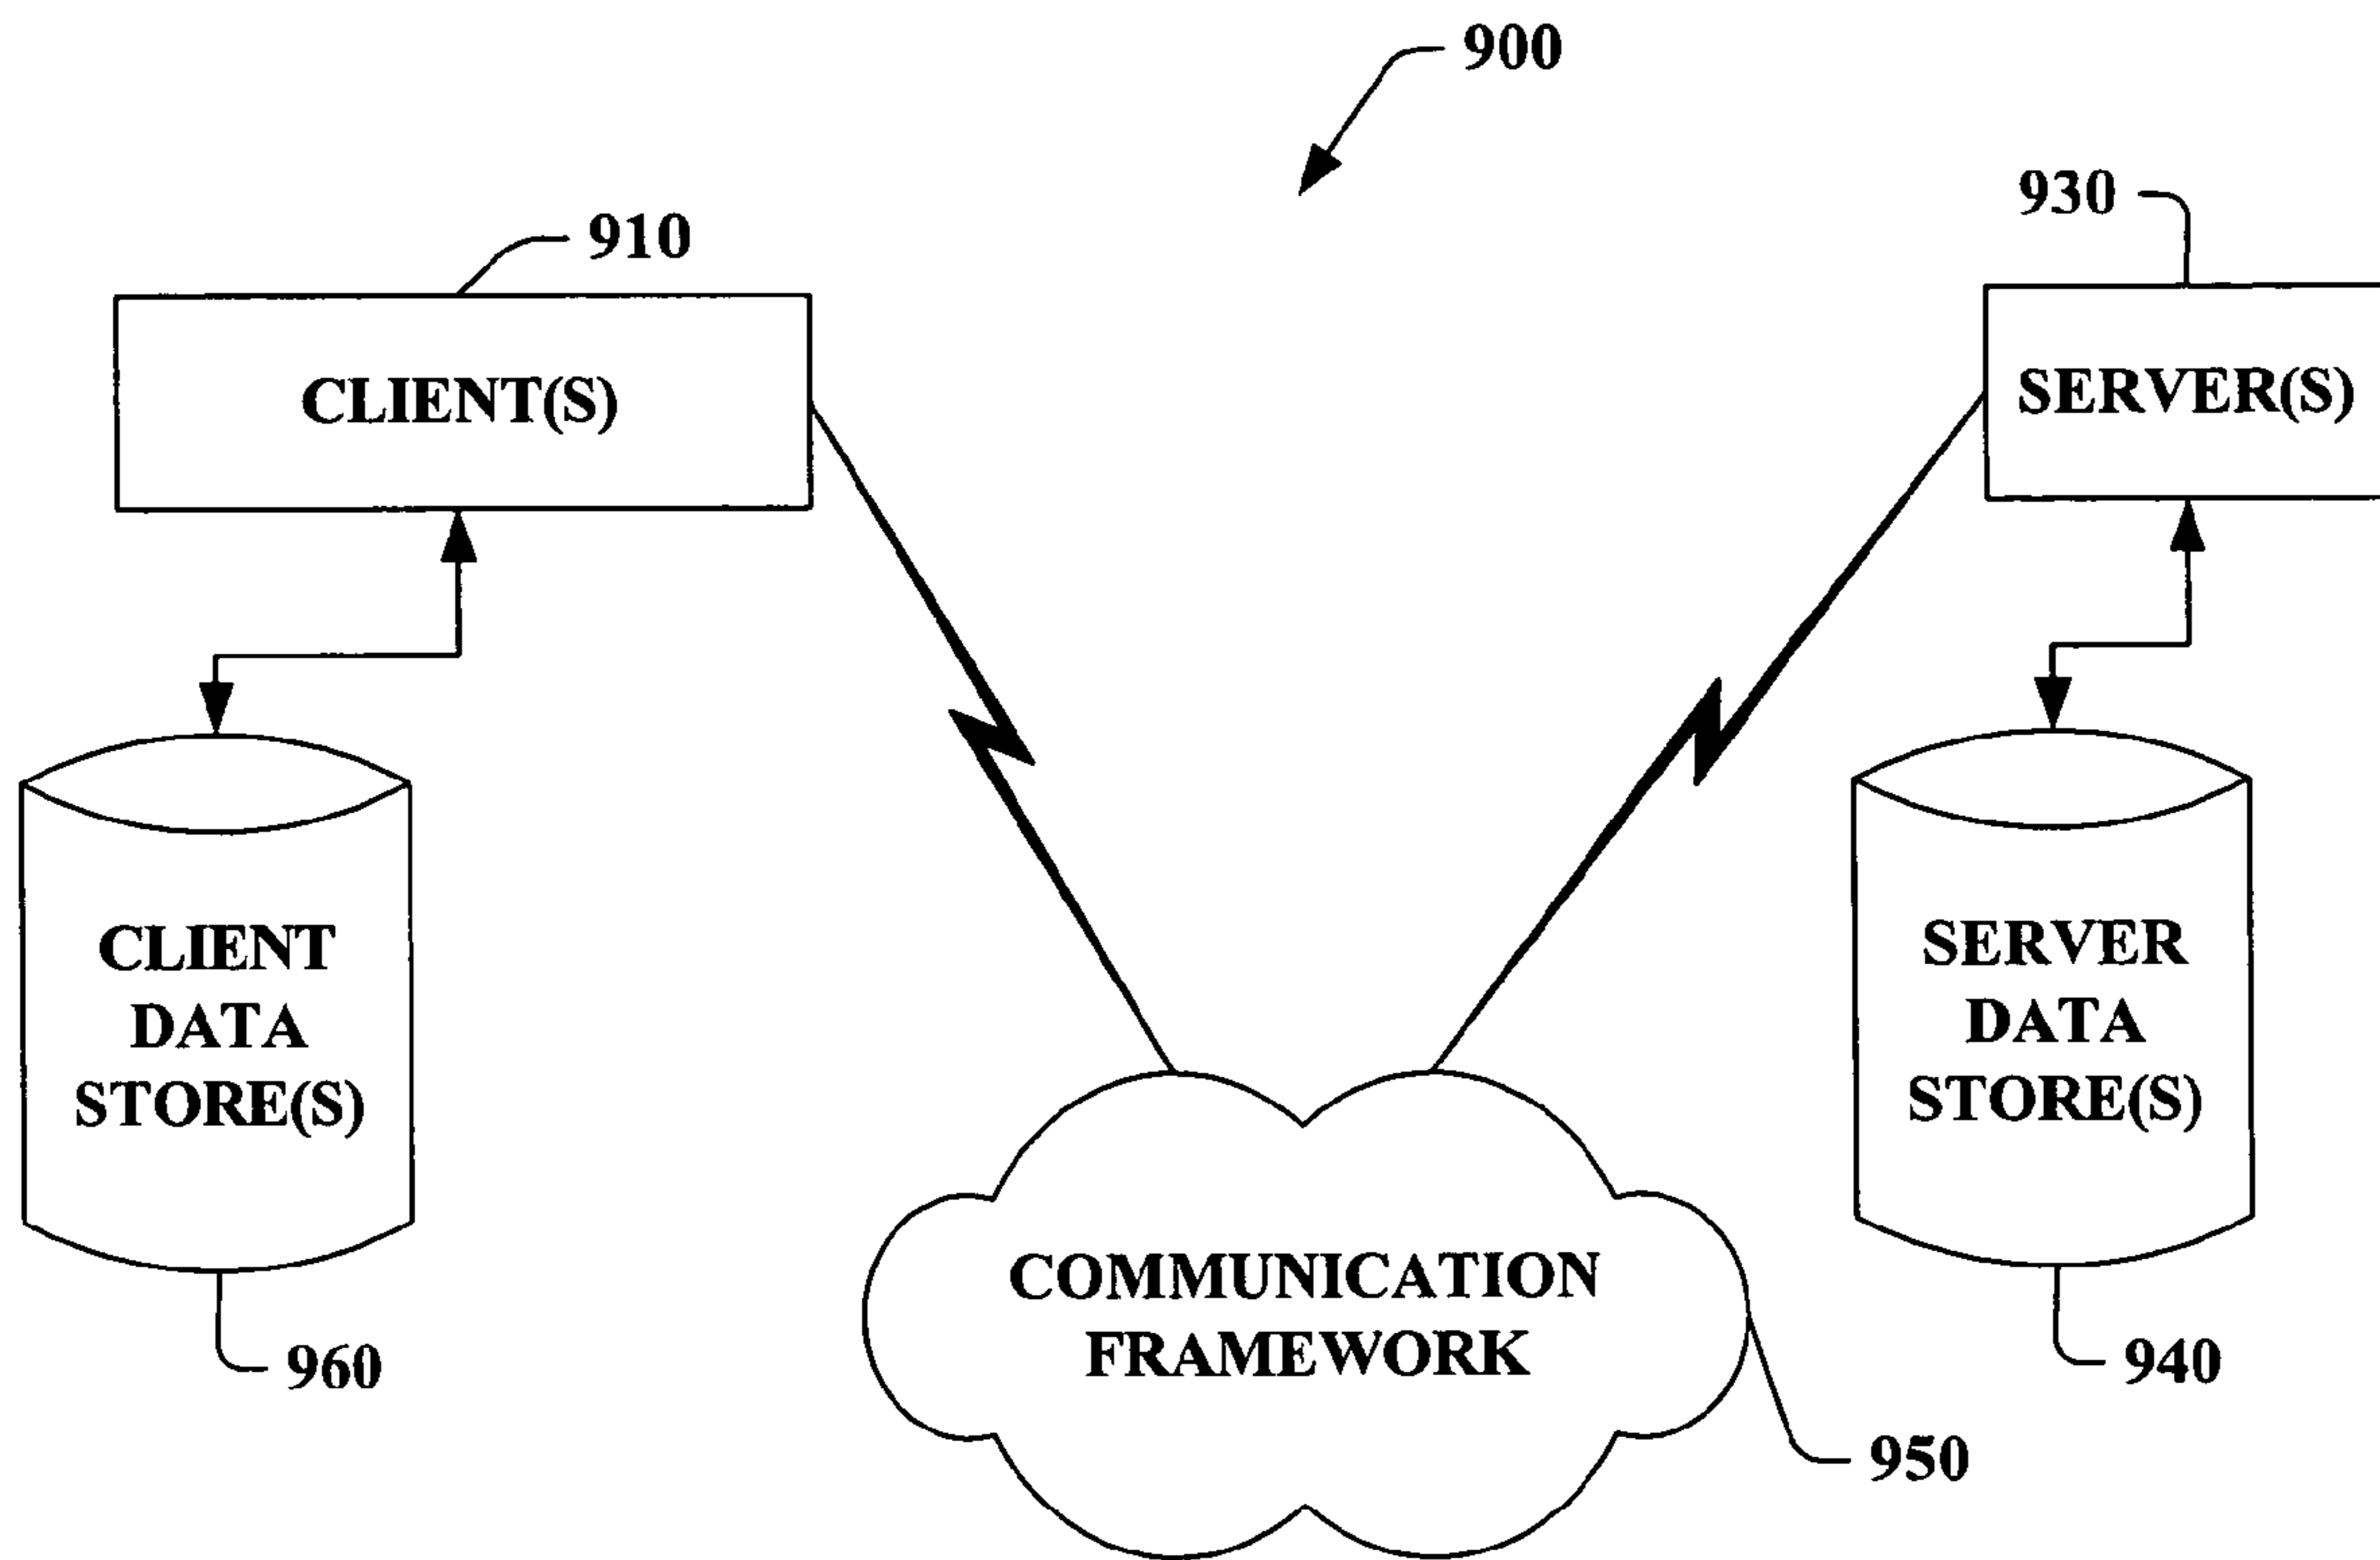 900
930
910
CLIENT(S)
SERVER(S)
CLIENT
DATA
STORE(S)
SERVER
DATA
STORE(S)
COMMUNICATION
FRAMEWORK
960
940
950